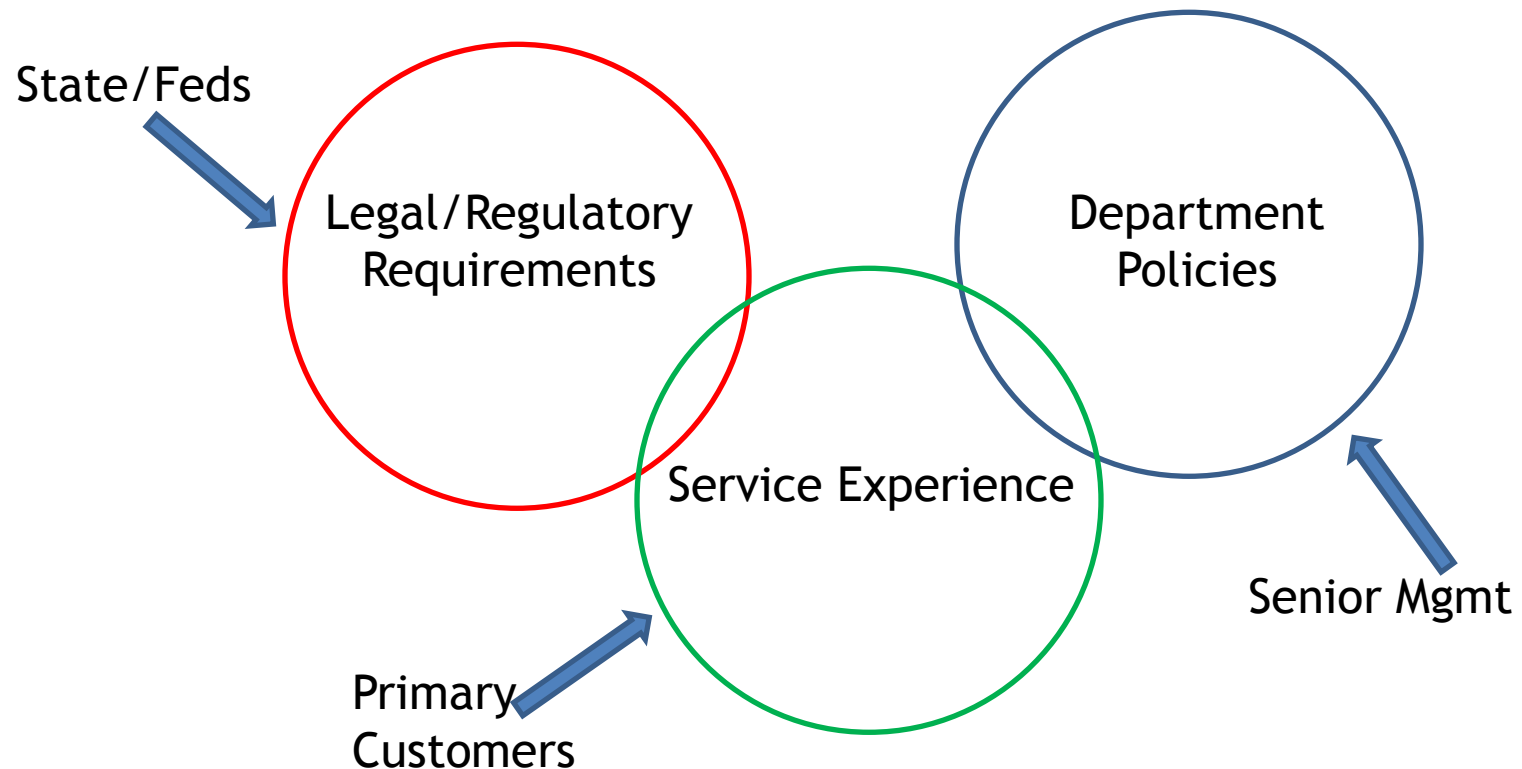 State/Feds
Legal/Regulatory
Requirements
Department
Policies
Service Experience
Senior Mgmt
Primary
Customers